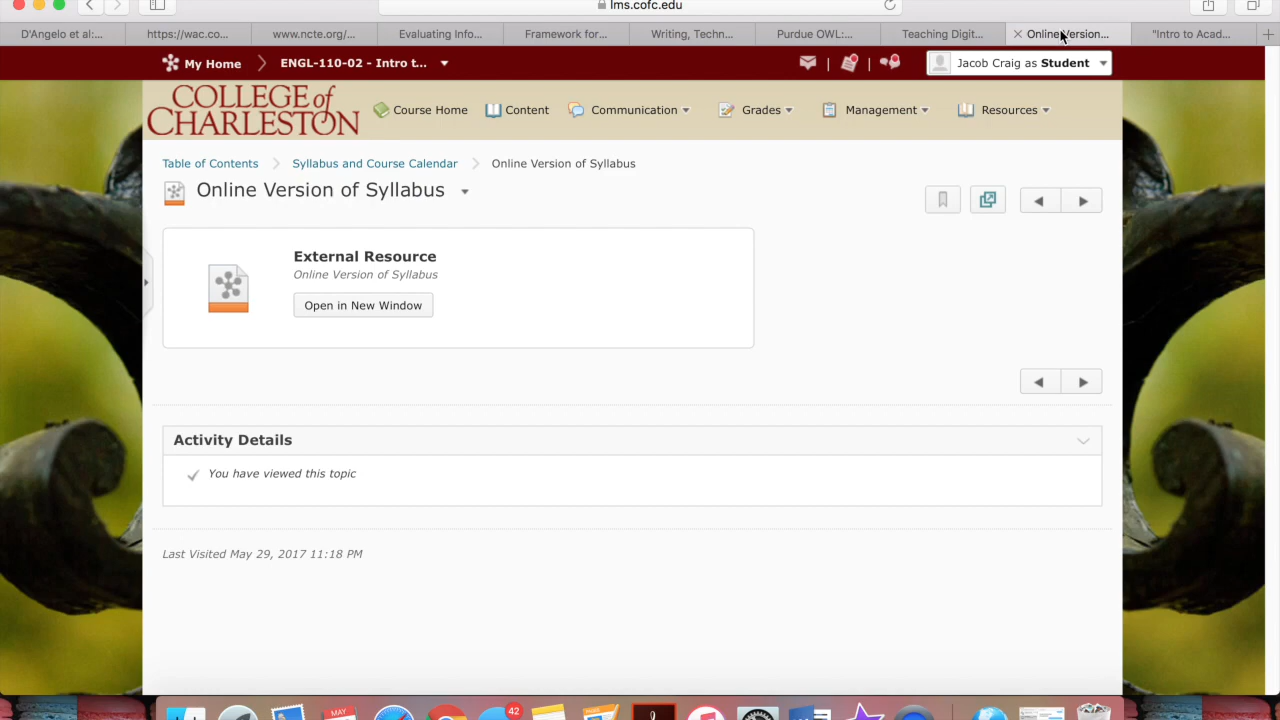 lms.cofc.edu
D'Angelo et al:...
https://wac.co...
www.ncte.org/...
Evaluating Info...
Framework for...
Writing, Techn...
Purdue OWL:...
Teaching Digit...
"Intro to Acad...
My Home
ENGL-110-02 - Intro t...
Jacob Craig as Student
COLLEGE of
CHARLESTON
Course Home
Content
Communication
Grades
Management
Resources
Table of Contents
Syllabus and Course Calendar
Online Version of Syllabus
Online Version of Syllabus
External Resource
Online Version of Syllabus
Open in New Window
Activity Details
You have viewed this topic
Last Visited May 29, 2017 11:18 PM
MAY
42